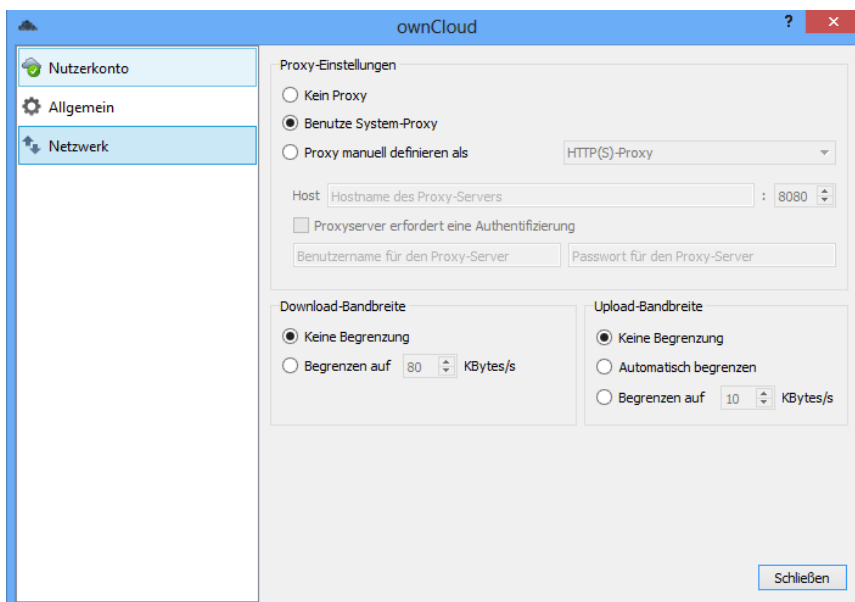 ownCloud
?
Nutzerkonto
Allgemein
Netzwerk
Proxy-Einstellungen
Kein Proxy
Benutze System-Proxy
Proxy manuell definieren als HTTP(S)-Proxy
Host Hostname des Proxy-Servers : 8080
Proxyserver erfordert eine Authentifizierung
Benutzername für den Proxy-Server Passwort für den Proxy-Server
Download-Bandbreite
Keine Begrenzung
Begrenzen auf 80 KBytes/s
Upload-Bandbreite
Keine Begrenzung
Automatisch begrenzen
Begrenzen auf 10 KBytes/s
Schließen